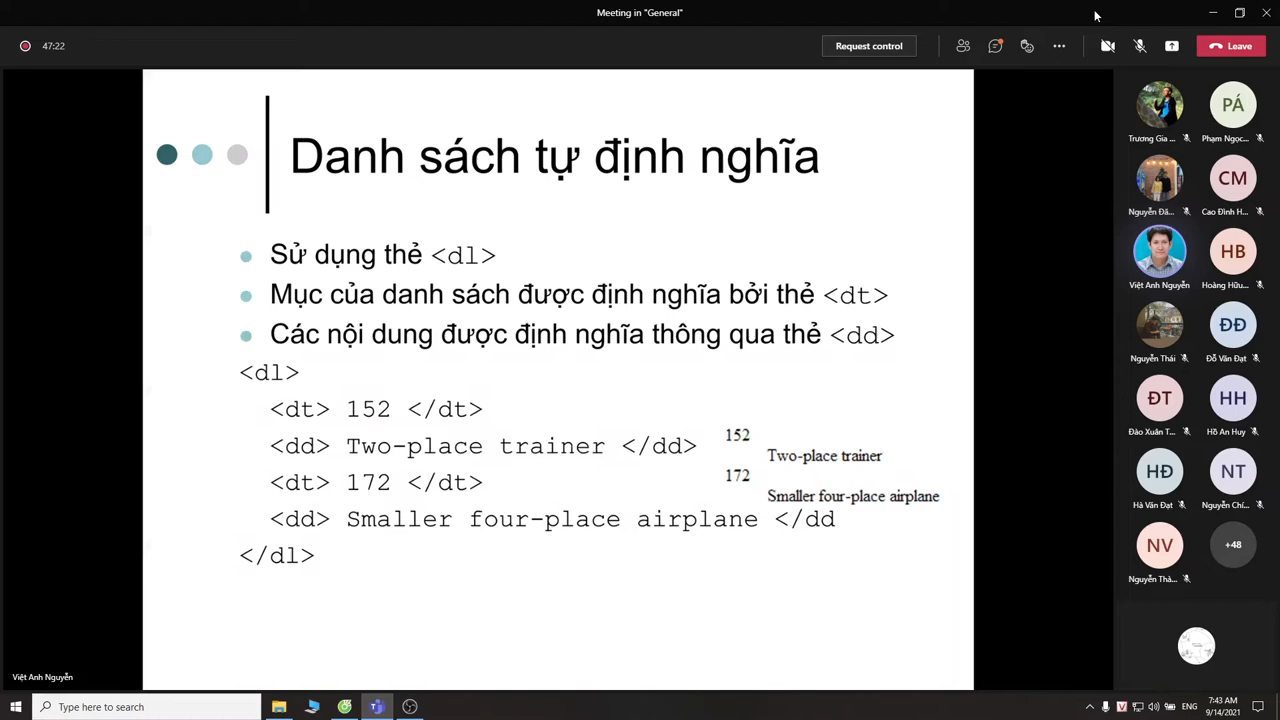 Meeting in "General"
47:22
Request control
Leave
Danh sách tự định nghĩa
Sử dụng thẻ <dl>
Mục của danh sách được định nghĩa bởi thẻ <dt>
Các nội dung được định nghĩa thông qua thẻ <dd>
<dl>
<dt> 152 </dt>
<dd> Two-place trainer </dd>
<dt> 172 </dt>
<dd> Smaller four-place airplane </dd
</dl>
152
Two-place trainer
172
Smaller four-place airplane
PÁ
Trương Gia ...
Phạm Ngọc...
CM
Nguyễn Đă...
Cao Đình H...
HB
Việt Anh Nguyễn
Hoàng Hữu...
ĐĐ
Nguyễn Thái
Đỗ Văn Đạt
ĐT
HH
Đào Xuân T...
Hồ An Huy
HĐ
NT
Hà Văn Đạt
Nguyễn Chí...
NV
+48
Nguyễn Thà...
Việt Anh Nguyễn
Type here to search
V
ENG
7:43 AM
9/14/2021